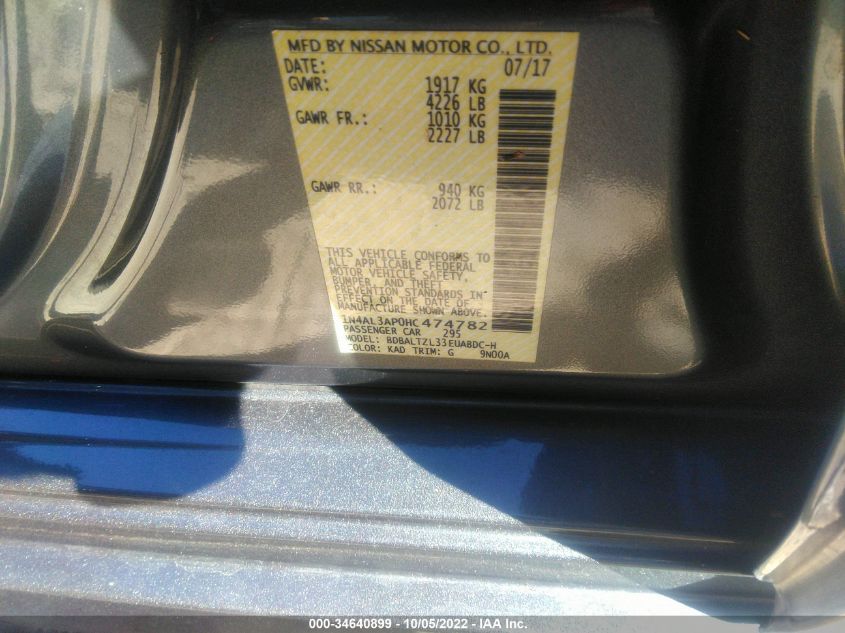 MFD BY NISSAN MOTOR CO., LTD.
DATE: 07/17
GVWR: 1917 KG
4226 LB
GAWR FR.: 1010 KG
2227 LB
GAWR RR.: 940 KG
2072 LB
THIS VEHICLE CONFORMS TO
ALL APPLICABLE FEDERAL
MOTOR VEHICLE SAFETY,
BUMPER, AND THEFT
PREVENTION STANDARDS IN
EFFECT ON THE DATE OF
MANUFACTURE SHOWN ABOVE.
1N4AL3AP0HC474782
PASSENGER CAR 295
MODEL: BDBALTZL33EUABDC-H
COLOR: KAD TRIM: G 9N00A
000-34640899 - 10/05/2022 - IAA Inc.